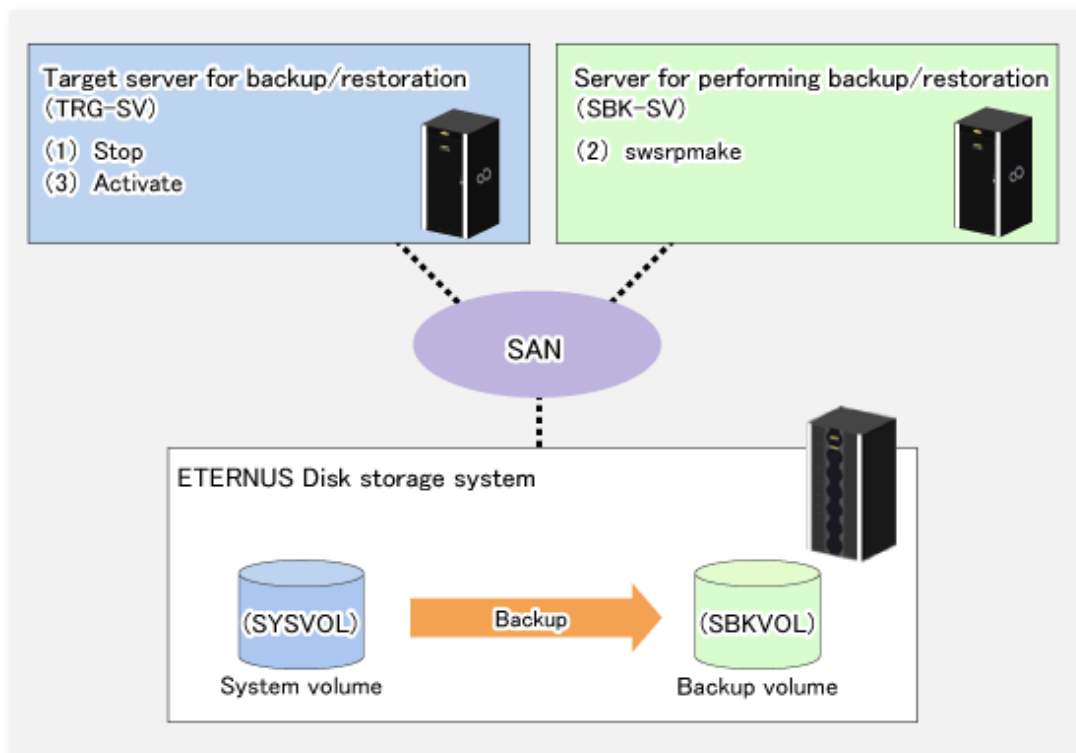 Target server for backup/restoration
(TRG-SV)
(1) Stop
(3) Activate
Server for performing backup/restoration
(SBK-SV)
(2) swsrpmake
SAN
ETERNUS Disk storage system
(SYSVOL)
Backup
(SBKVOL)
System volume
Backup volume